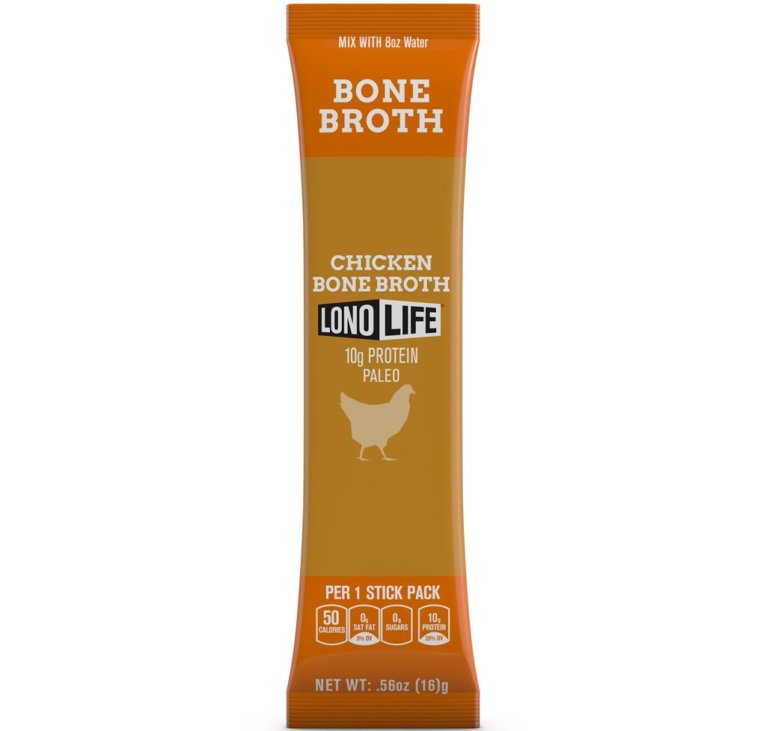 MIX WITH 8oz Water
BONE
BROTH
CHICKEN
BONE BROTH
LONO LIFE
10g PROTEIN
PALEO
PER 1 STICK PACK
50 CALORIES
0g SAT FAT 0% DV
0g SUGARS
10g PROTEIN 20% DV
NET WT: .56oz (16)g